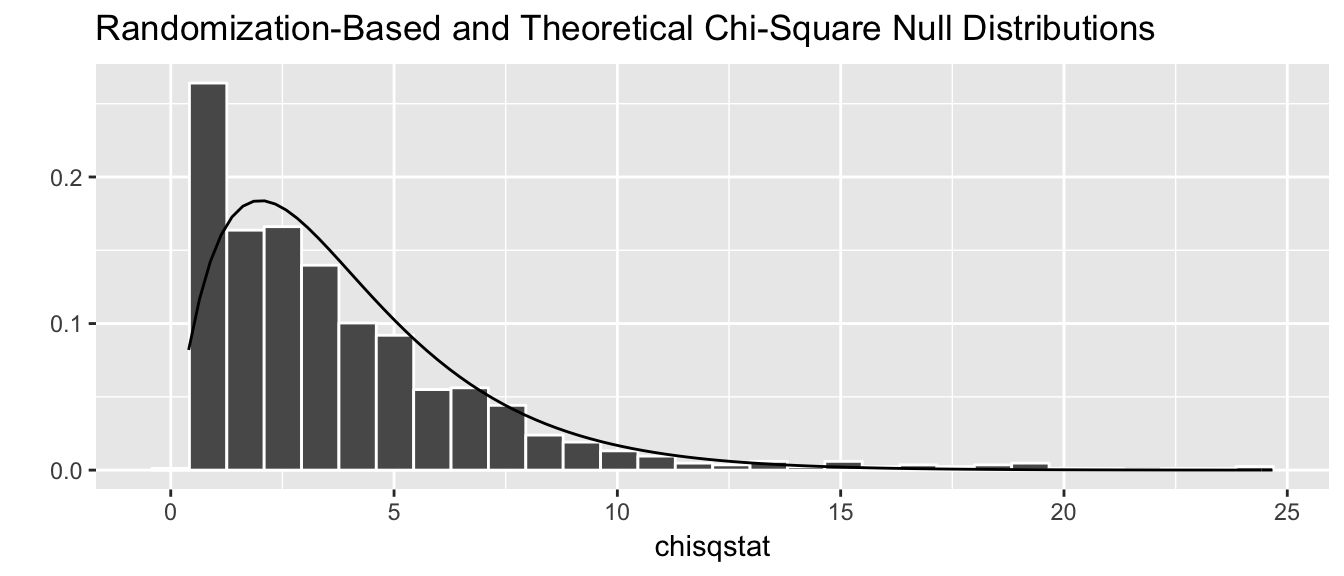 Randomization-Based and Theoretical Chi-Square Null Distributions
0.2
0.1
0.0
0 5 10 15 20 25
chisqstat